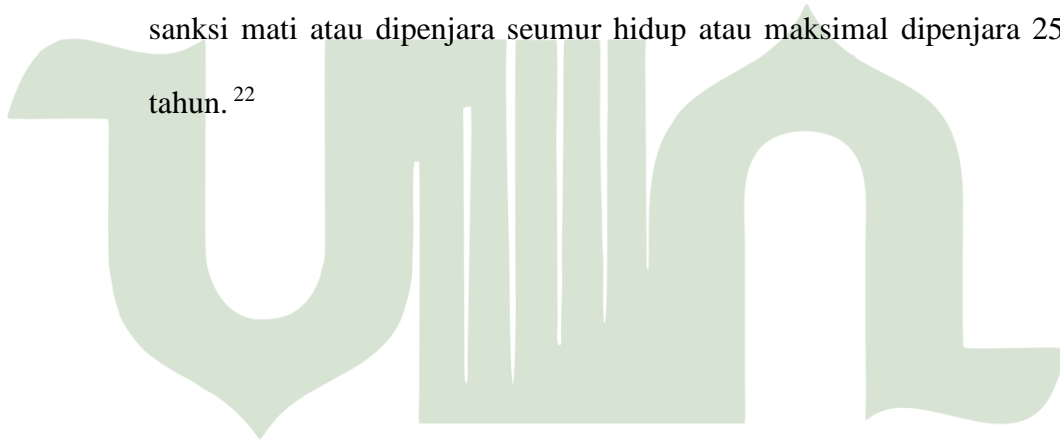 sanksi mati atau dipenjara seumur hidup atau maksimal dipenjara 25
tahun. 22